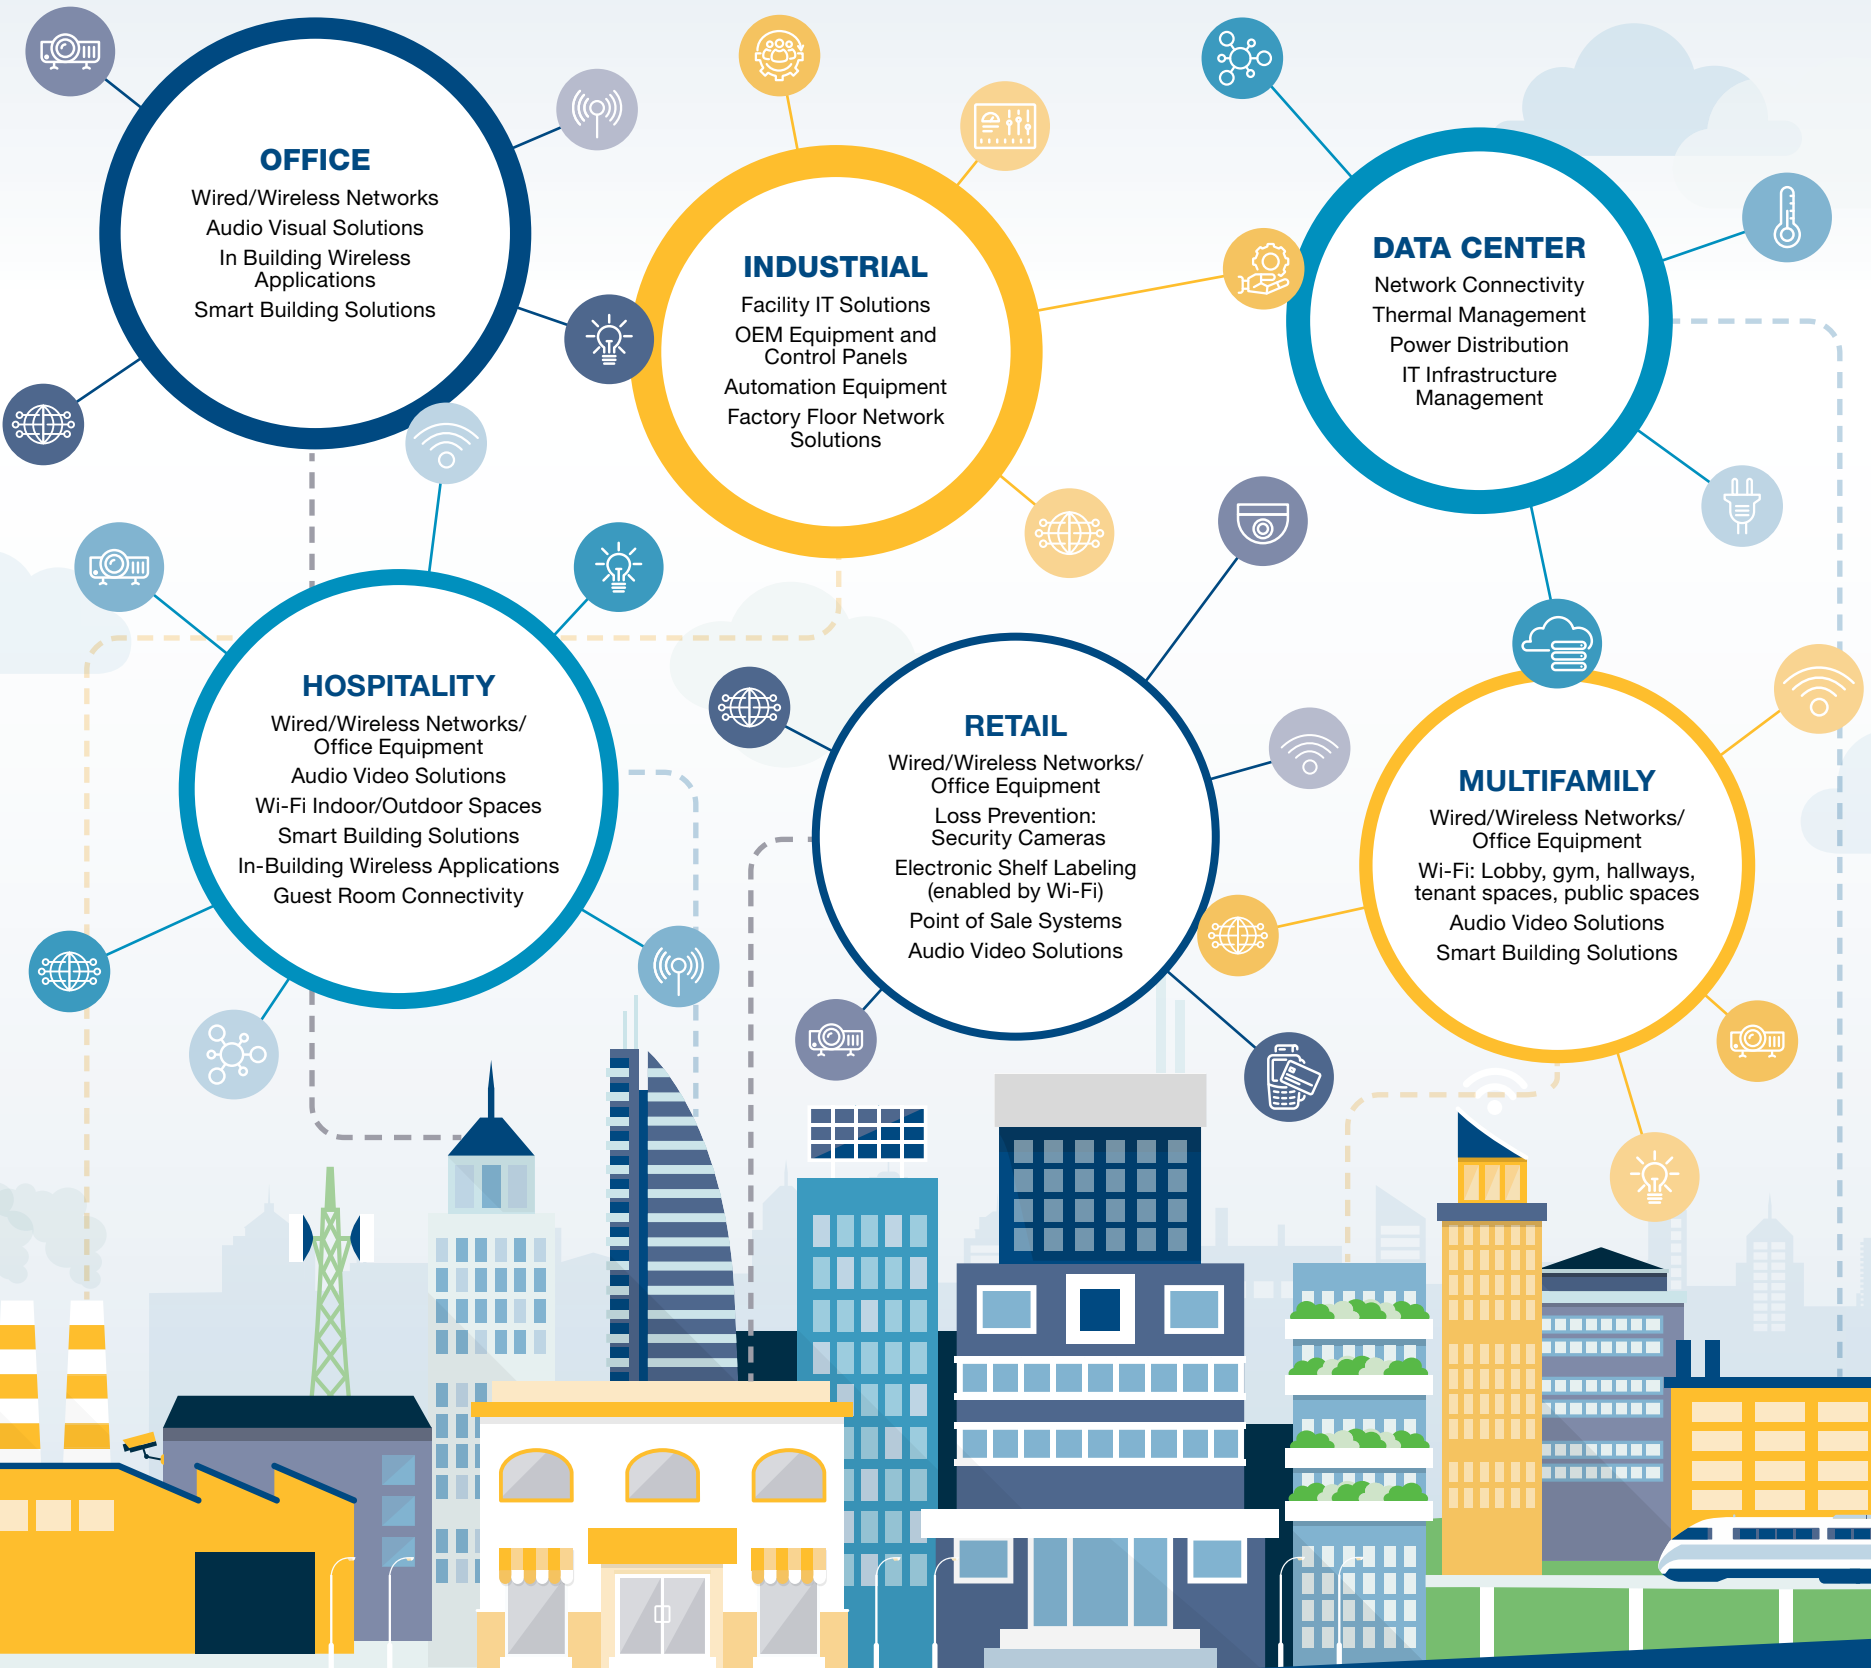 OFFICE
Wired/Wireless Networks
Audio Visual Solutions
In Building Wireless
Applications
Smart Building Solutions
INDUSTRIAL
Facility IT Solutions
OEM Equipment and
Control Panels
Automation Equipment
Factory Floor Network
Solutions
DATA CENTER
Network Connectivity
Thermal Management
Power Distribution
IT Infrastructure
Management
HOSPITALITY
Wired/Wireless Networks/
Office Equipment
Audio Video Solutions
Wi-Fi Indoor/Outdoor Spaces
Smart Building Solutions
In-Building Wireless Applications
Guest Room Connectivity
RETAIL
Wired/Wireless Networks/
Office Equipment
Loss Prevention:
Security Cameras
Electronic Shelf Labeling
(enabled by Wi-Fi)
Point of Sale Systems
Audio Video Solutions
MULTIFAMILY
Wired/Wireless Networks/
Office Equipment
Wi-Fi: Lobby, gym, hallways,
tenant spaces, public spaces
Audio Video Solutions
Smart Building Solutions